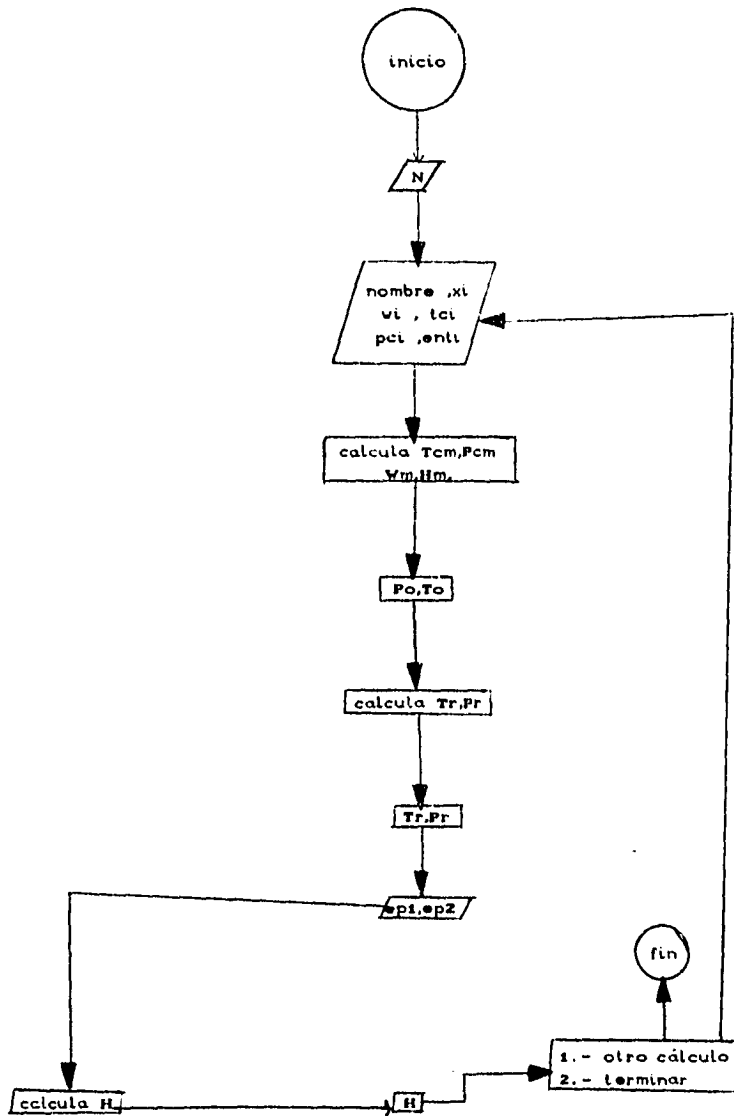 inicio
N
nombre ,xi
wi , tci
pci ,enti
calcula Tcm,Pcm
Wm,Hm.
Po,To
calcula Tr,Pr
Tr,Pr
ep1,ep2
fin
1.- otro cálculo
2.- terminar
calcula H
H